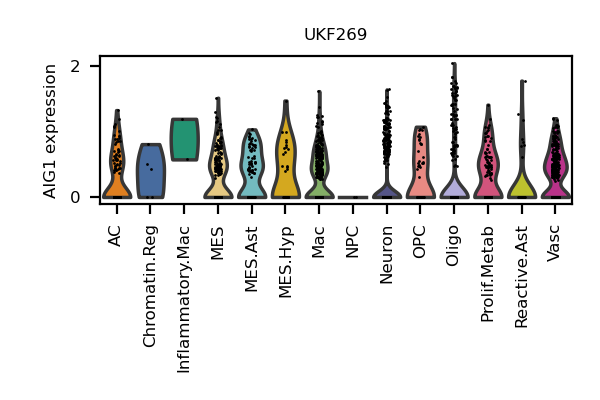 UKF269
AIG1 expression
2
0
AC
Chromatin.Reg
Inflammatory.Mac
MES
MES.Ast
MES.Hyp
Mac
NPC
Neuron
OPC
Oligo
Prolif.Metab
Reactive.Ast
Vasc